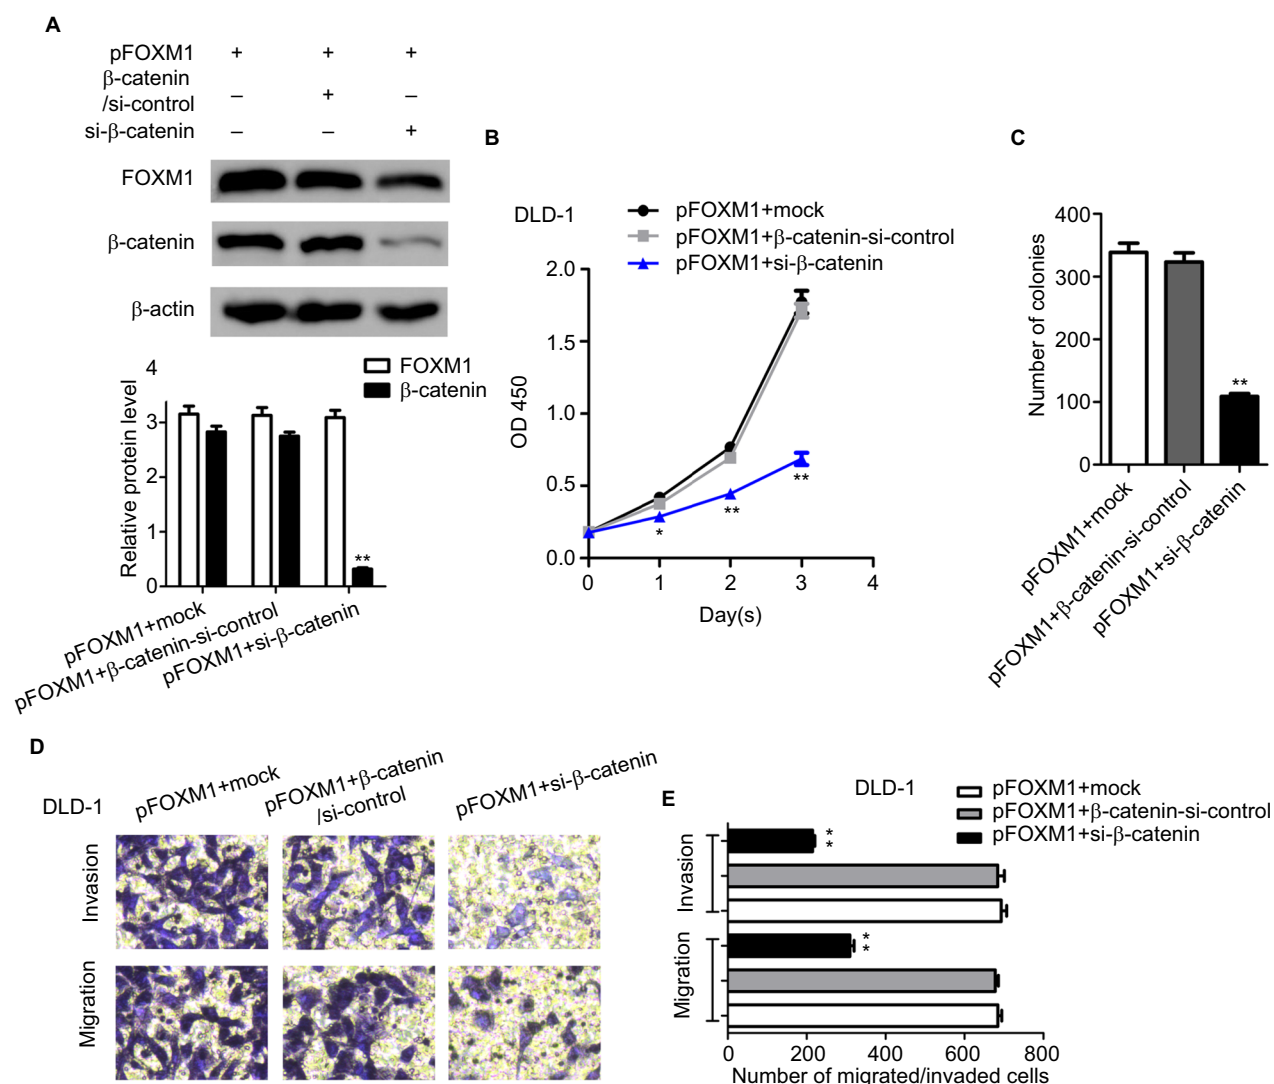 A
pFOXM1 + + +
β-catenin
/si-control – + –
si-β-catenin – – +
FOXM1
β-catenin
β-actin
4
3
2
1
0
Relative protein level
FOXM1
β-catenin
**
pFOXM1+mock
pFOXM1+β-catenin-si-control
pFOXM1+si-β-catenin
B
DLD-1
pFOXM1+mock
pFOXM1+β-catenin-si-control
pFOXM1+si-β-catenin
2.0
1.5
1.0
0.5
0.0
OD 450
*
**
**
0 1 2 3 4
Day(s)
C
400
300
200
100
0
Number of colonies
**
pFOXM1+mock
pFOXM1+β-catenin-si-control
pFOXM1+si-β-catenin
D
DLD-1
pFOXM1+mock
pFOXM1+β-catenin
/si-control
pFOXM1+si-β-catenin
Invasion
Migration
E
DLD-1
pFOXM1+mock
pFOXM1+β-catenin-si-control
pFOXM1+si-β-catenin
Invasion
**
Migration
**
0 200 400 600 800
Number of migrated/invaded cells